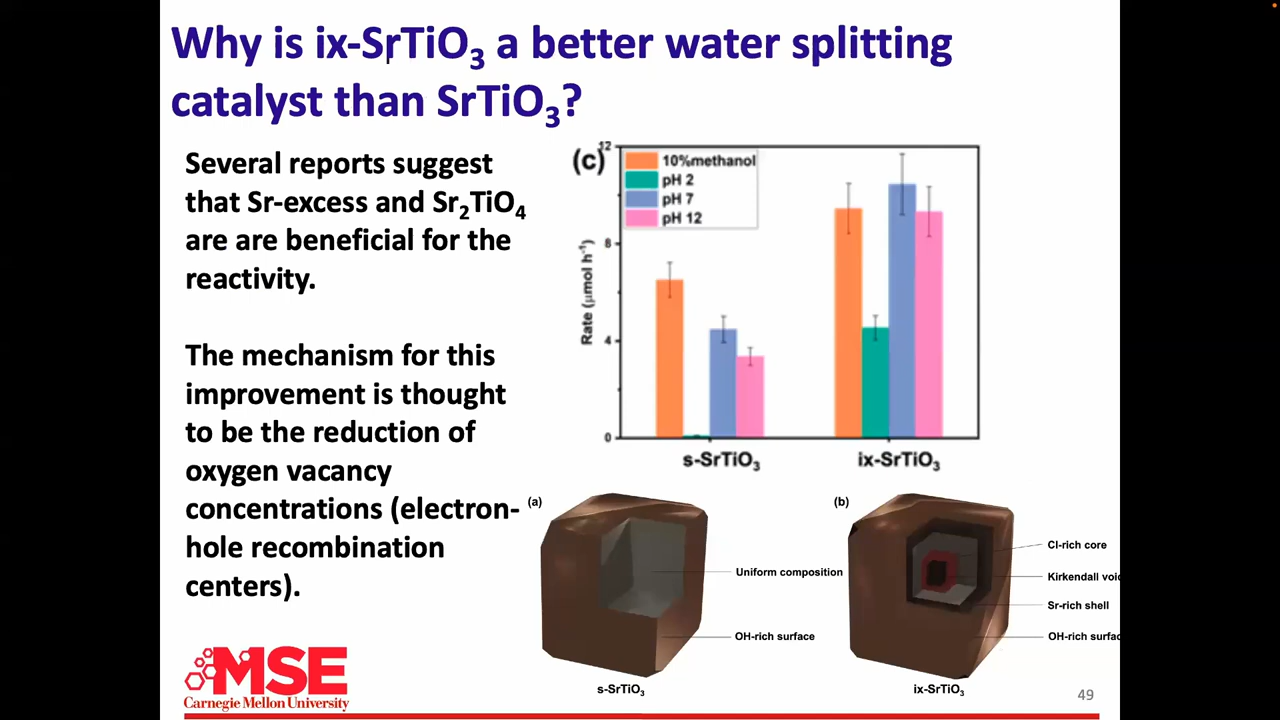 Why is ix-SrTiO₃ a better water splitting
catalyst than SrTiO₃?
Several reports suggest
that Sr-excess and Sr₂TiO₄
are are beneficial for the
reactivity.
The mechanism for this
improvement is thought
to be the reduction of
oxygen vacancy
concentrations (electron-
hole recombination
centers).
(c)
10%methanol
pH 2
pH 7
pH 12
12
8
4
0
Rate (μmol h⁻¹)
s-SrTiO₃
ix-SrTiO₃
(a)
Uniform composition
OH-rich surface
s-SrTiO₃
(b)
Cl-rich core
Kirkendall voi
Sr-rich shell
OH-rich surfa
ix-SrTiO₃
MSE
Carnegie Mellon University
49